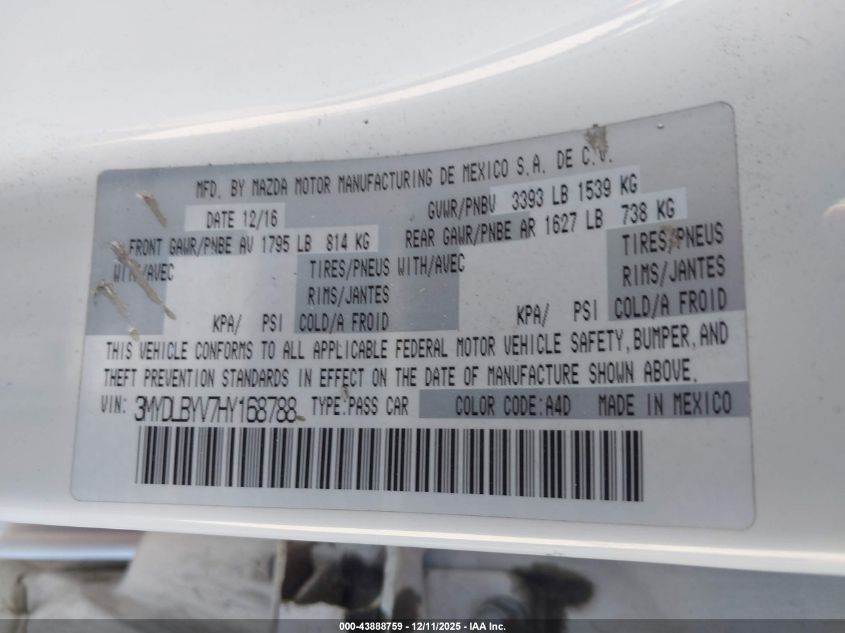 MFD. BY MAZDA MOTOR MANUFACTURING DE MEXICO S.A. DE C.V.
DATE 12/16 GVWR/PNBV 3393 LB 1539 KG
FRONT GAWR/PNBE AV 1795 LB 814 KG REAR GAWR/PNBE AR 1627 LB 738 KG
WITH/AVEC TIRES/PNEUS WITH/AVEC TIRES/PNEUS
RIMS/JANTES RIMS/JANTES
KPA/ PSI COLD/A FROID KPA/ PSI COLD/A FROID
THIS VEHICLE CONFORMS TO ALL APPLICABLE FEDERAL MOTOR VEHICLE SAFETY, BUMPER, AND
THEFT PREVENTION STANDARDS IN EFFECT ON THE DATE OF MANUFACTURE SHOWN ABOVE.
VIN: 3MYDLBYV7HY168788 TYPE:PASS CAR COLOR CODE:A4D MADE IN MEXICO
000-43888759 - 12/11/2025 - IAA Inc.